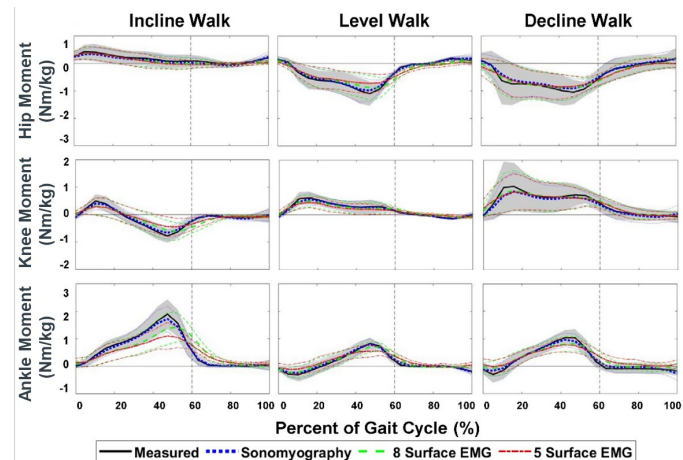 Incline Walk Level Walk Decline Walk
Hip Moment
(Nm/kg)
1
0
-1
-2
-3
Knee Moment
(Nm/kg)
2
1
0
-1
-2
Ankle Moment
(Nm/kg)
3
2
1
0
-1
0 20 40 60 80 100 0 20 40 60 80 100 0 20 40 60 80 100
Percent of Gait Cycle (%)
Measured Sonomyography 8 Surface EMG 5 Surface EMG